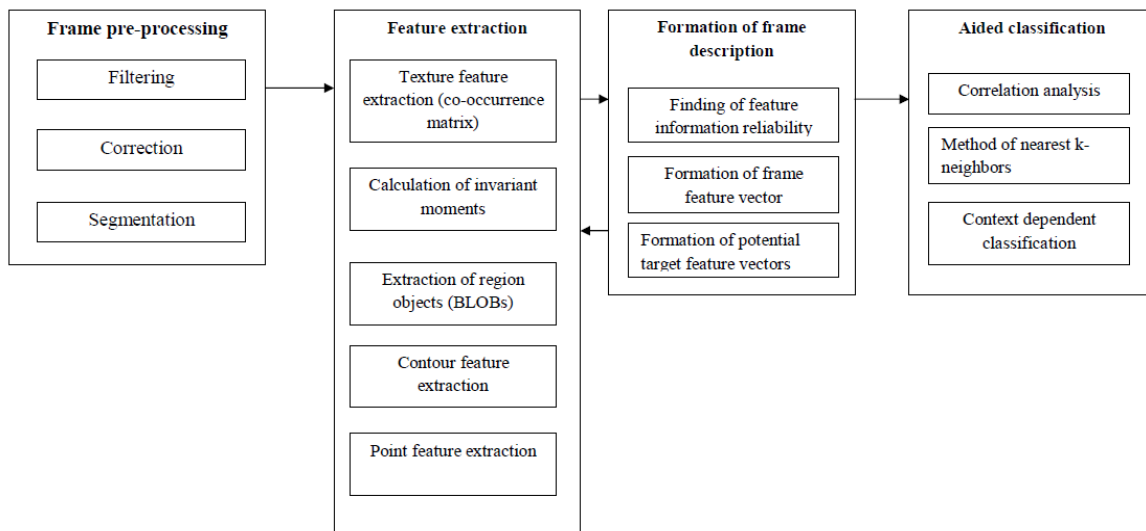 Frame pre-processing
Filtering
Correction
Segmentation
Feature extraction
Texture feature
extraction (co-occurrence
matrix)
Calculation of invariant
moments
Extraction of region
objects (BLOBs)
Contour feature
extraction
Point feature extraction
Formation of frame
description
Finding of feature
information reliability
Formation of frame
feature vector
Formation of potential
target feature vectors
Aided classification
Correlation analysis
Method of nearest k-
neighbors
Context dependent
classification